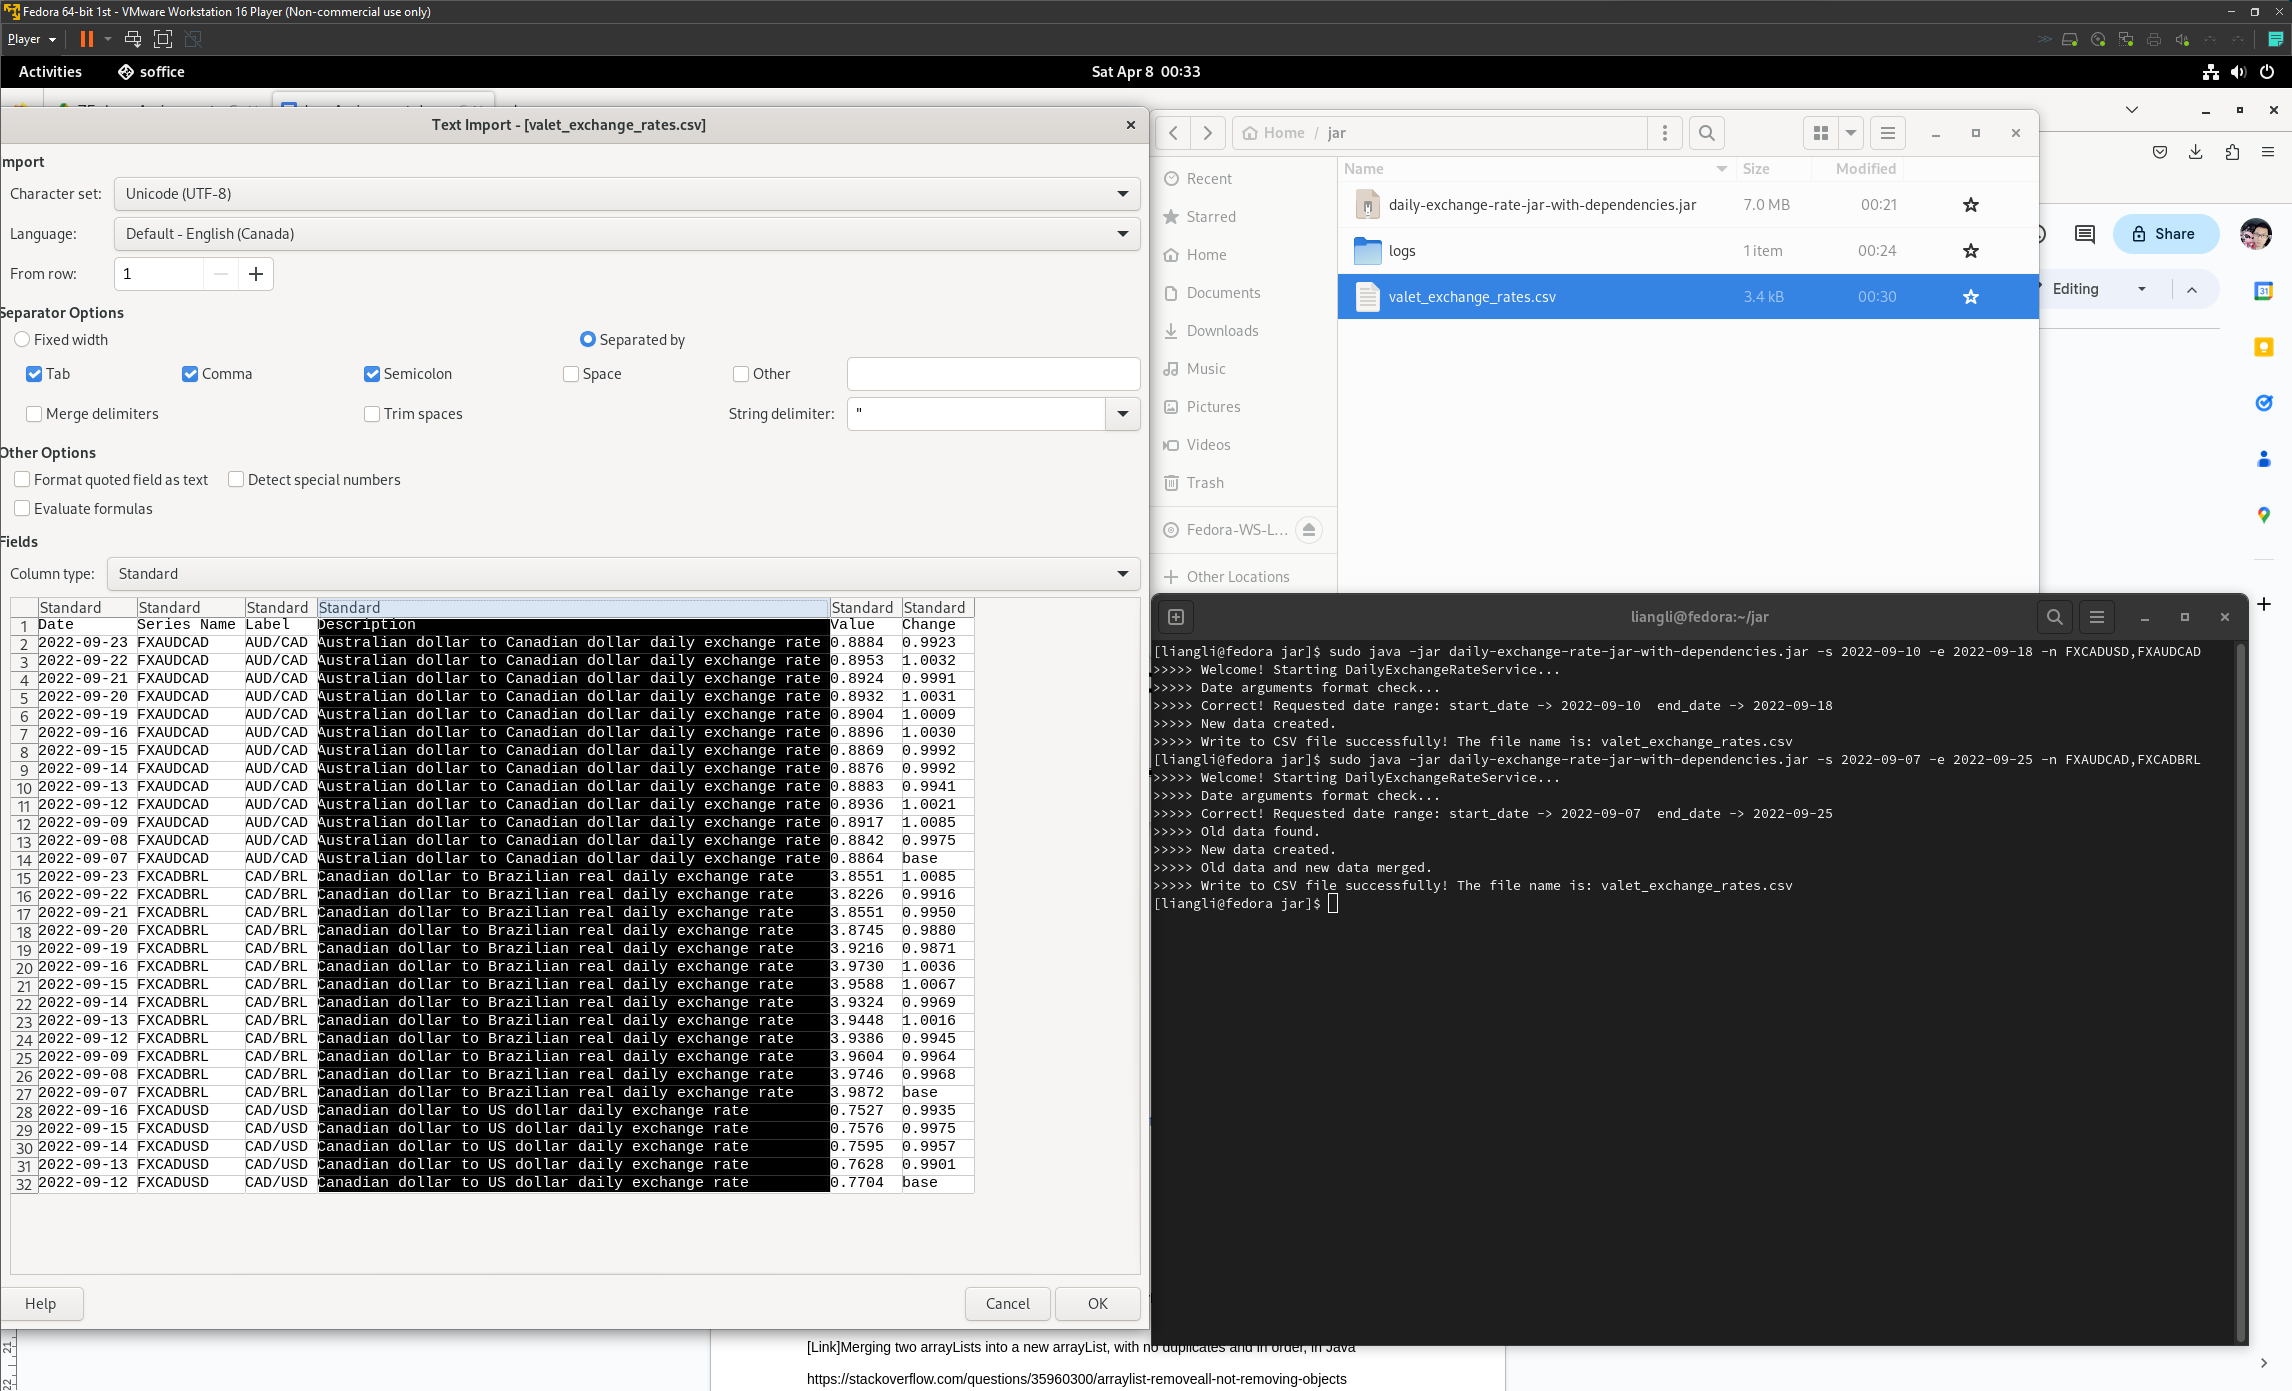 Fedora 64-bit 1st - VMware Workstation 16 Player (Non-commercial use only)
Player
Activities
soffice
Sat Apr 8 00:33
Text Import - [valet_exchange_rates.csv]
mport
Character set:
Unicode (UTF-8)
Language:
Default - English (Canada)
From row:
1
Separator Options
Fixed width
Separated by
Tab
Comma
Semicolon
Space
Other
Merge delimiters
Trim spaces
String delimiter:
"
Other Options
Format quoted field as text
Detect special numbers
Evaluate formulas
Fields
Column type:
Standard
Standard Standard Standard Standard Standard Standard
1 Date Series Name Label Description Value Change
2 2022-09-23 FXAUDCAD AUD/CAD Australian dollar to Canadian dollar daily exchange rate 0.8884 0.9923
3 2022-09-22 FXAUDCAD AUD/CAD Australian dollar to Canadian dollar daily exchange rate 0.8953 1.0032
4 2022-09-21 FXAUDCAD AUD/CAD Australian dollar to Canadian dollar daily exchange rate 0.8924 0.9991
5 2022-09-20 FXAUDCAD AUD/CAD Australian dollar to Canadian dollar daily exchange rate 0.8932 1.0031
6 2022-09-19 FXAUDCAD AUD/CAD Australian dollar to Canadian dollar daily exchange rate 0.8904 1.0009
7 2022-09-16 FXAUDCAD AUD/CAD Australian dollar to Canadian dollar daily exchange rate 0.8896 1.0030
8 2022-09-15 FXAUDCAD AUD/CAD Australian dollar to Canadian dollar daily exchange rate 0.8869 0.9992
9 2022-09-14 FXAUDCAD AUD/CAD Australian dollar to Canadian dollar daily exchange rate 0.8876 0.9992
10 2022-09-13 FXAUDCAD AUD/CAD Australian dollar to Canadian dollar daily exchange rate 0.8883 0.9941
11 2022-09-12 FXAUDCAD AUD/CAD Australian dollar to Canadian dollar daily exchange rate 0.8936 1.0021
12 2022-09-09 FXAUDCAD AUD/CAD Australian dollar to Canadian dollar daily exchange rate 0.8917 1.0085
13 2022-09-08 FXAUDCAD AUD/CAD Australian dollar to Canadian dollar daily exchange rate 0.8842 0.9975
14 2022-09-07 FXAUDCAD AUD/CAD Australian dollar to Canadian dollar daily exchange rate 0.8864 base
15 2022-09-23 FXCADBRL CAD/BRL Canadian dollar to Brazilian real daily exchange rate 3.8551 1.0085
16 2022-09-22 FXCADBRL CAD/BRL Canadian dollar to Brazilian real daily exchange rate 3.8226 0.9916
17 2022-09-21 FXCADBRL CAD/BRL Canadian dollar to Brazilian real daily exchange rate 3.8551 0.9950
18 2022-09-20 FXCADBRL CAD/BRL Canadian dollar to Brazilian real daily exchange rate 3.8745 0.9880
19 2022-09-19 FXCADBRL CAD/BRL Canadian dollar to Brazilian real daily exchange rate 3.9216 0.9871
20 2022-09-16 FXCADBRL CAD/BRL Canadian dollar to Brazilian real daily exchange rate 3.9730 1.0036
21 2022-09-15 FXCADBRL CAD/BRL Canadian dollar to Brazilian real daily exchange rate 3.9588 1.0067
22 2022-09-14 FXCADBRL CAD/BRL Canadian dollar to Brazilian real daily exchange rate 3.9324 0.9969
23 2022-09-13 FXCADBRL CAD/BRL Canadian dollar to Brazilian real daily exchange rate 3.9448 1.0016
24 2022-09-12 FXCADBRL CAD/BRL Canadian dollar to Brazilian real daily exchange rate 3.9386 0.9945
25 2022-09-09 FXCADBRL CAD/BRL Canadian dollar to Brazilian real daily exchange rate 3.9604 0.9964
26 2022-09-08 FXCADBRL CAD/BRL Canadian dollar to Brazilian real daily exchange rate 3.9746 0.9968
27 2022-09-07 FXCADBRL CAD/BRL Canadian dollar to Brazilian real daily exchange rate 3.9872 base
28 2022-09-16 FXCADUSD CAD/USD Canadian dollar to US dollar daily exchange rate 0.7527 0.9935
29 2022-09-15 FXCADUSD CAD/USD Canadian dollar to US dollar daily exchange rate 0.7576 0.9975
30 2022-09-14 FXCADUSD CAD/USD Canadian dollar to US dollar daily exchange rate 0.7595 0.9957
31 2022-09-13 FXCADUSD CAD/USD Canadian dollar to US dollar daily exchange rate 0.7628 0.9901
32 2022-09-12 FXCADUSD CAD/USD Canadian dollar to US dollar daily exchange rate 0.7704 base
Help
Cancel
OK
Home / jar
Recent
Starred
Home
Documents
Downloads
Music
Pictures
Videos
Trash
Fedora-WS-L...
Other Locations
Name Size Modified
daily-exchange-rate-jar-with-dependencies.jar 7.0 MB 00:21
logs 1 item 00:24
valet_exchange_rates.csv 3.4 kB 00:30
Share
Editing
31
liangli@fedora:~/jar
[liangli@fedora jar]$ sudo java -jar daily-exchange-rate-jar-with-dependencies.jar -s 2022-09-10 -e 2022-09-18 -n FXCADUSD,FXAUDCAD
>>>>> Welcome! Starting DailyExchangeRateService...
>>>>> Date arguments format check...
>>>>> Correct! Requested date range: start_date -> 2022-09-10 end_date -> 2022-09-18
>>>>> New data created.
>>>>> Write to CSV file successfully! The file name is: valet_exchange_rates.csv
[liangli@fedora jar]$ sudo java -jar daily-exchange-rate-jar-with-dependencies.jar -s 2022-09-07 -e 2022-09-25 -n FXAUDCAD,FXCADBRL
>>>>> Welcome! Starting DailyExchangeRateService...
>>>>> Date arguments format check...
>>>>> Correct! Requested date range: start_date -> 2022-09-07 end_date -> 2022-09-25
>>>>> Old data found.
>>>>> New data created.
>>>>> Old data and new data merged.
>>>>> Write to CSV file successfully! The file name is: valet_exchange_rates.csv
[liangli@fedora jar]$
21
22
[Link]Merging two arrayLists into a new arrayList, with no duplicates and in order, in Java
https://stackoverflow.com/questions/35960300/arraylist-removeall-not-removing-objects